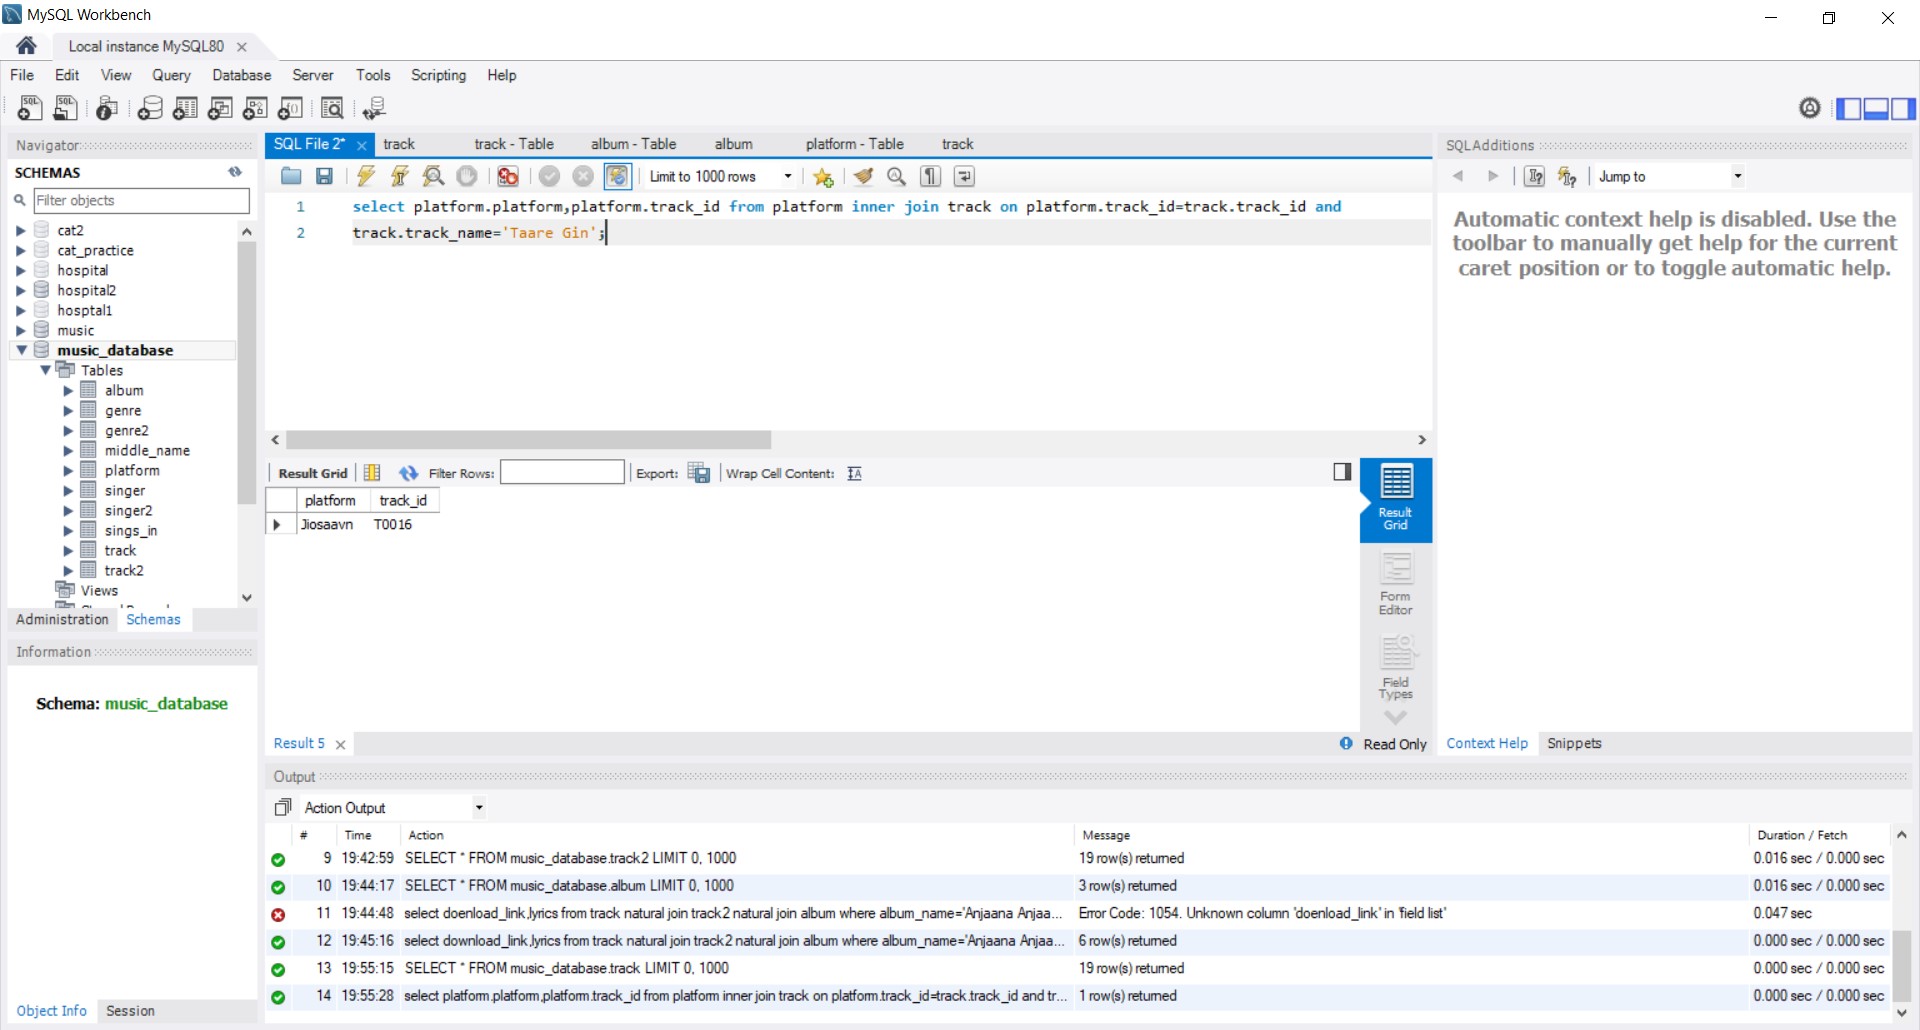 MySQL Workbench
Local instance MySQL80
File Edit View Query Database Server Tools Scripting Help
Navigator
SCHEMAS
Filter objects
cat2
cat_practice
hospital
hospital2
hosptal1
music
music_database
Tables
album
genre
genre2
middle_name
platform
singer
singer2
sings_in
track
track2
Views
Administration Schemas
Information
Schema: music_database
Object Info Session
SQL File 2* track track - Table album - Table album platform - Table track
Limit to 1000 rows
1 select platform.platform,platform.track_id from platform inner join track on platform.track_id=track.track_id and
2 track.track_name='Taare Gin';
Result Grid Filter Rows: Export: Wrap Cell Content:
platform track_id
Jiosaavn T0016
Result Grid
Form Editor
Field Types
Result 5 Read Only
SQLAdditions
Jump to
Automatic context help is disabled. Use the
toolbar to manually get help for the current
caret position or to toggle automatic help.
Context Help Snippets
Output
Action Output
# Time Action Message Duration / Fetch
9 19:42:59 SELECT * FROM music_database.track2 LIMIT 0, 1000 19 row(s) returned 0.016 sec / 0.000 sec
10 19:44:17 SELECT * FROM music_database.album LIMIT 0, 1000 3 row(s) returned 0.016 sec / 0.000 sec
11 19:44:48 select doenload_link,lyrics from track natural join track2 natural join album where album_name='Anjaana Anjaa... Error Code: 1054. Unknown column 'doenload_link' in 'field list' 0.047 sec
12 19:45:16 select download_link,lyrics from track natural join track2 natural join album where album_name='Anjaana Anjaa... 6 row(s) returned 0.000 sec / 0.000 sec
13 19:55:15 SELECT * FROM music_database.track LIMIT 0, 1000 19 row(s) returned 0.000 sec / 0.000 sec
14 19:55:28 select platform.platform,platform.track_id from platform inner join track on platform.track_id=track.track_id and tr... 1 row(s) returned 0.000 sec / 0.000 sec